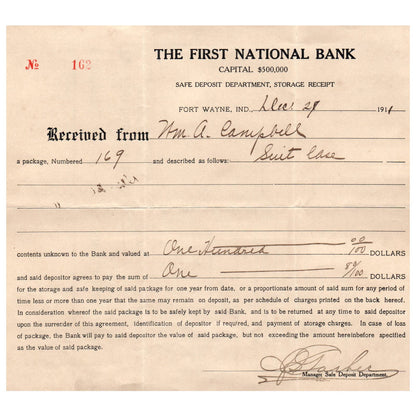 THE FIRST NATIONAL BANK
No 162
CAPITAL $500,000
SAFE DEPOSIT DEPARTMENT, STORAGE RECEIPT
FORT WAYNE, IND., Dec. 29 1911
Received from Wm A. Campbell
a package, Numbered 169 and described as follows: Suit Case
contents unknown to the Bank and valued at One Hundred 00/100 DOLLARS
and said depositor agrees to pay the sum of One /100 DOLLARS
for the storage and safe keeping of said package for one year from date, or a proportionate amount of said sum for any period of
time less or more than one year that the same may remain on deposit, as per schedule of charges printed on the back hereof.
In consideration whereof the said package is to be safely kept by said Bank, and is to be returned at any time to said depositor
upon the surrender of this agreement, identification of depositor if required, and payment of storage charges. In case of loss
of package, the Bank will pay to said depositor the value of said package, but not exceeding the amount hereinbefore specified
as the value of said package.
Manager Safe Deposit Department.